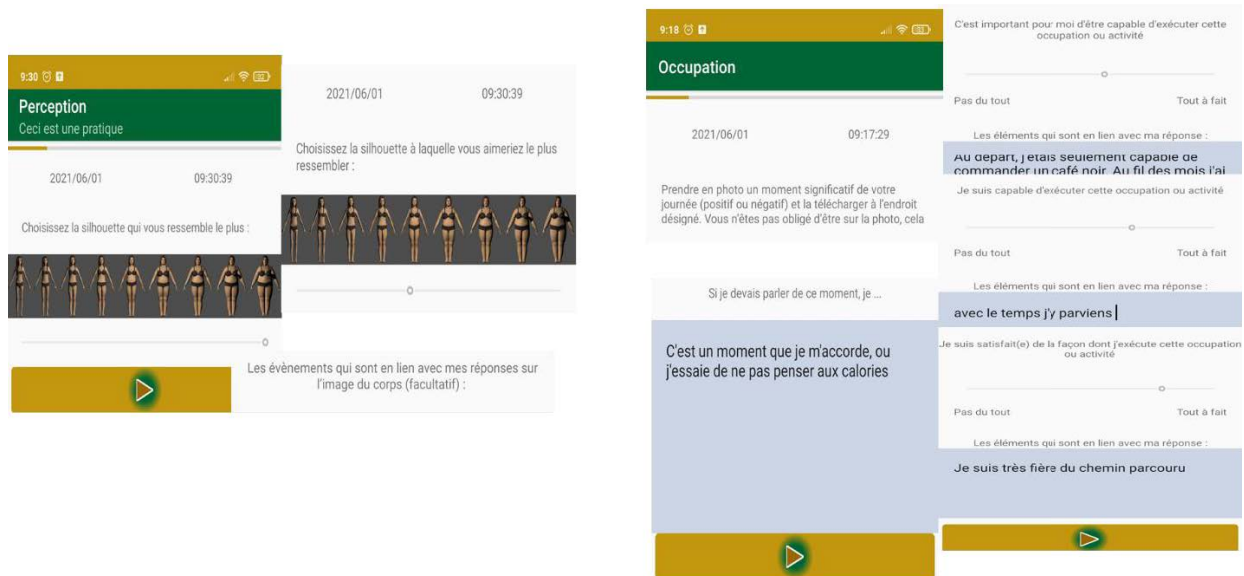 9:30
Perception
Ceci est une pratique
2021/06/01 09:30:39
Choisissez la silhouette qui vous ressemble le plus :
2021/06/01 09:30:39
Choisissez la silhouette à laquelle vous aimeriez le plus
ressembler :
Les évènements qui sont en lien avec mes réponses sur
l'image du corps (facultatif) :
9:18
Occupation
2021/06/01 09:17:29
Prendre en photo un moment significatif de votre
journée (positif ou négatif) et la télécharger à l'endroit
désigné. Vous n'êtes pas obligé d'être sur la photo, cela
Si je devais parler de ce moment, je ...
C'est un moment que je m'accorde, ou
j'essaie de ne pas penser aux calories
C'est important pour moi d'être capable d'exécuter cette
occupation ou activité
Pas du tout Tout à fait
Les éléments qui sont en lien avec ma réponse :
Au départ, j'étais seulement capable de
commander un café noir. Au fil des mois j'ai
Je suis capable d'exécuter cette occupation ou activité
Pas du tout Tout à fait
Les éléments qui sont en lien avec ma réponse :
avec le temps j'y parviens
Je suis satisfait(e) de la façon dont j'exécute cette occupation
ou activité
Pas du tout Tout à fait
Les éléments qui sont en lien avec ma réponse :
Je suis très fière du chemin parcouru